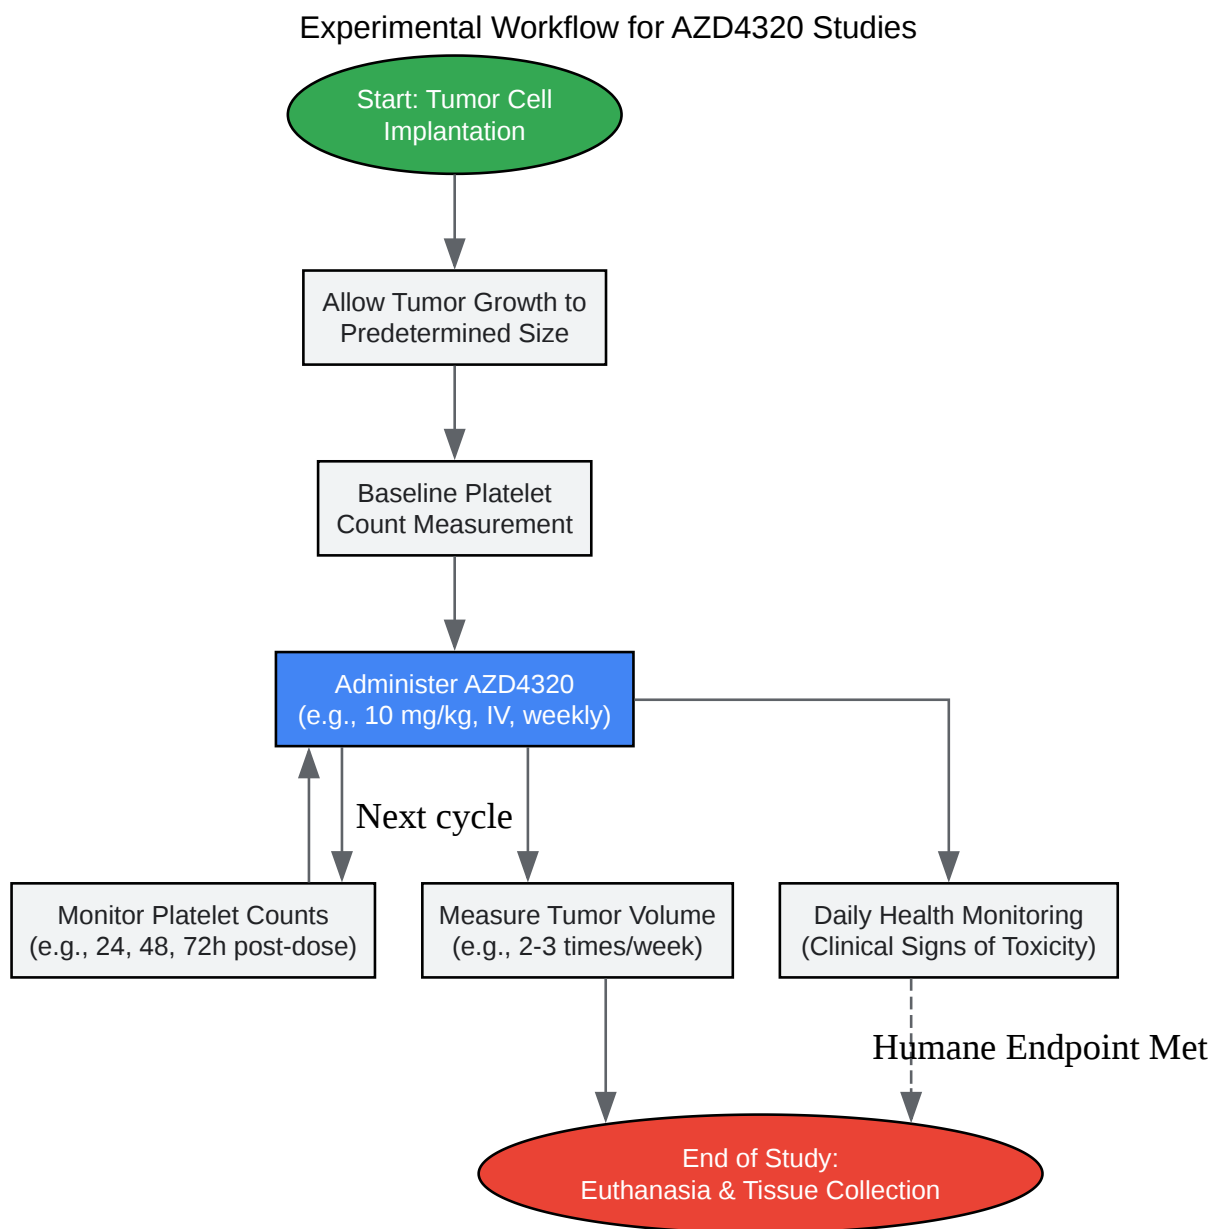 Experimental Workflow for AZD4320 Studies
Start: Tumor Cell
Implantation
Allow Tumor Growth to
Predetermined Size
Baseline Platelet
Count Measurement
Administer AZD4320
(e.g., 10 mg/kg, IV, weekly)
Next cycle
Monitor Platelet Counts
(e.g., 24, 48, 72h post-dose)
Measure Tumor Volume
(e.g., 2-3 times/week)
Daily Health Monitoring
(Clinical Signs of Toxicity)
Humane Endpoint Met
End of Study:
Euthanasia & Tissue Collection